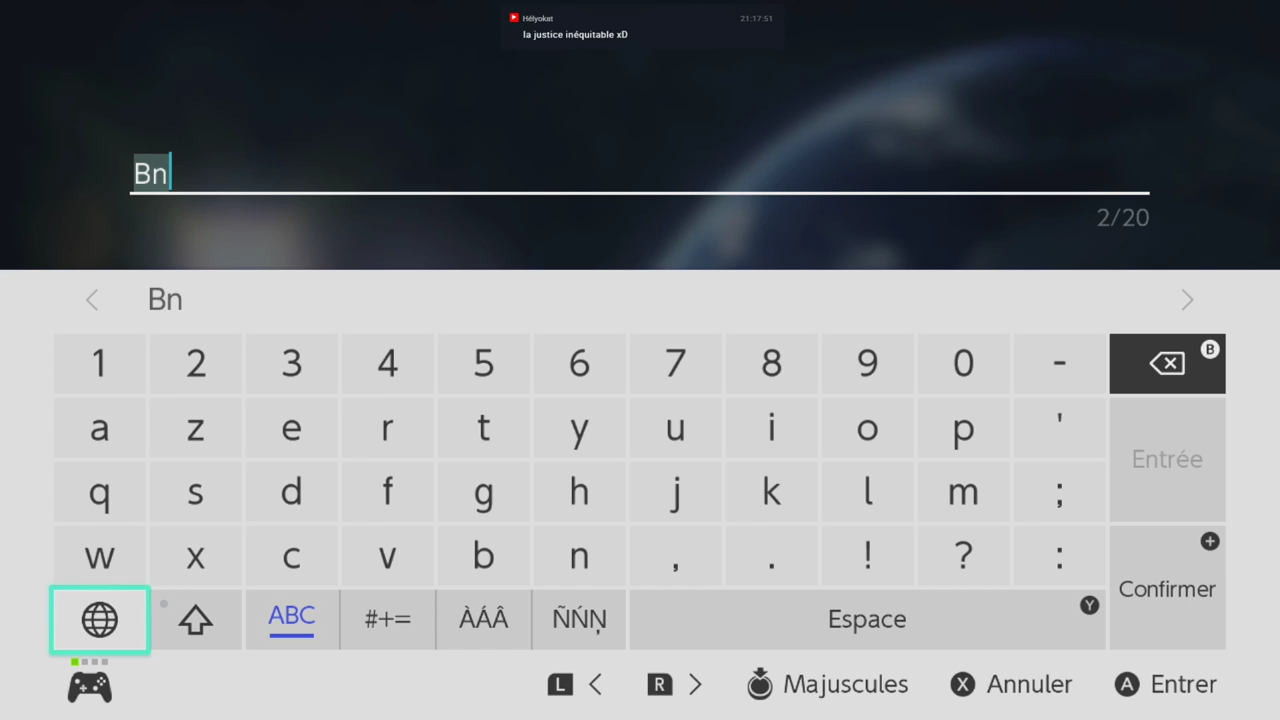 Hélyokat 21:17:51
la justice inéquitable xD
Bn
2/20
Bn
1 2 3 4 5 6 7 8 9 0 - B
a z e r t y u i o p '
Entrée
q s d f g h j k l m ;
w x c v b n , . ! ? :
Confirmer
ABC #+= ÀÁÂ ÑŃŅ Espace Y
L R Majuscules X Annuler A Entrer